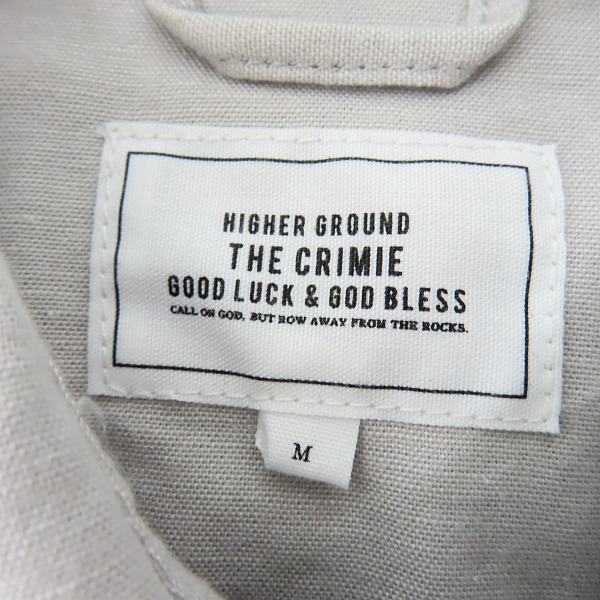 HIGHER GROUND
THE CRIMIE
GOOD LUCK & GOD BLESS
CALL ON GOD, BUT ROW AWAY FROM THE ROCKS.
M